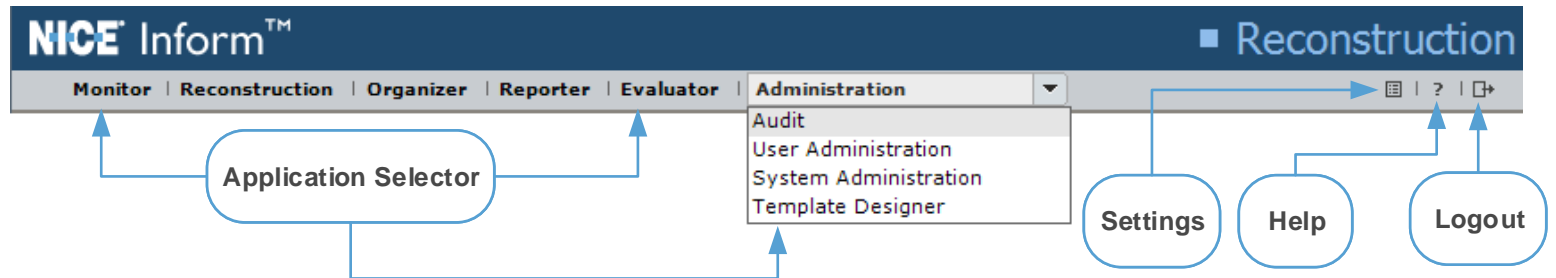 NICE® Inform™
■ Reconstruction
Monitor | Reconstruction | Organizer | Reporter | Evaluator | Administration
? 
Audit
User Administration
System Administration
Template Designer
Application Selector
Settings
Help
Logout